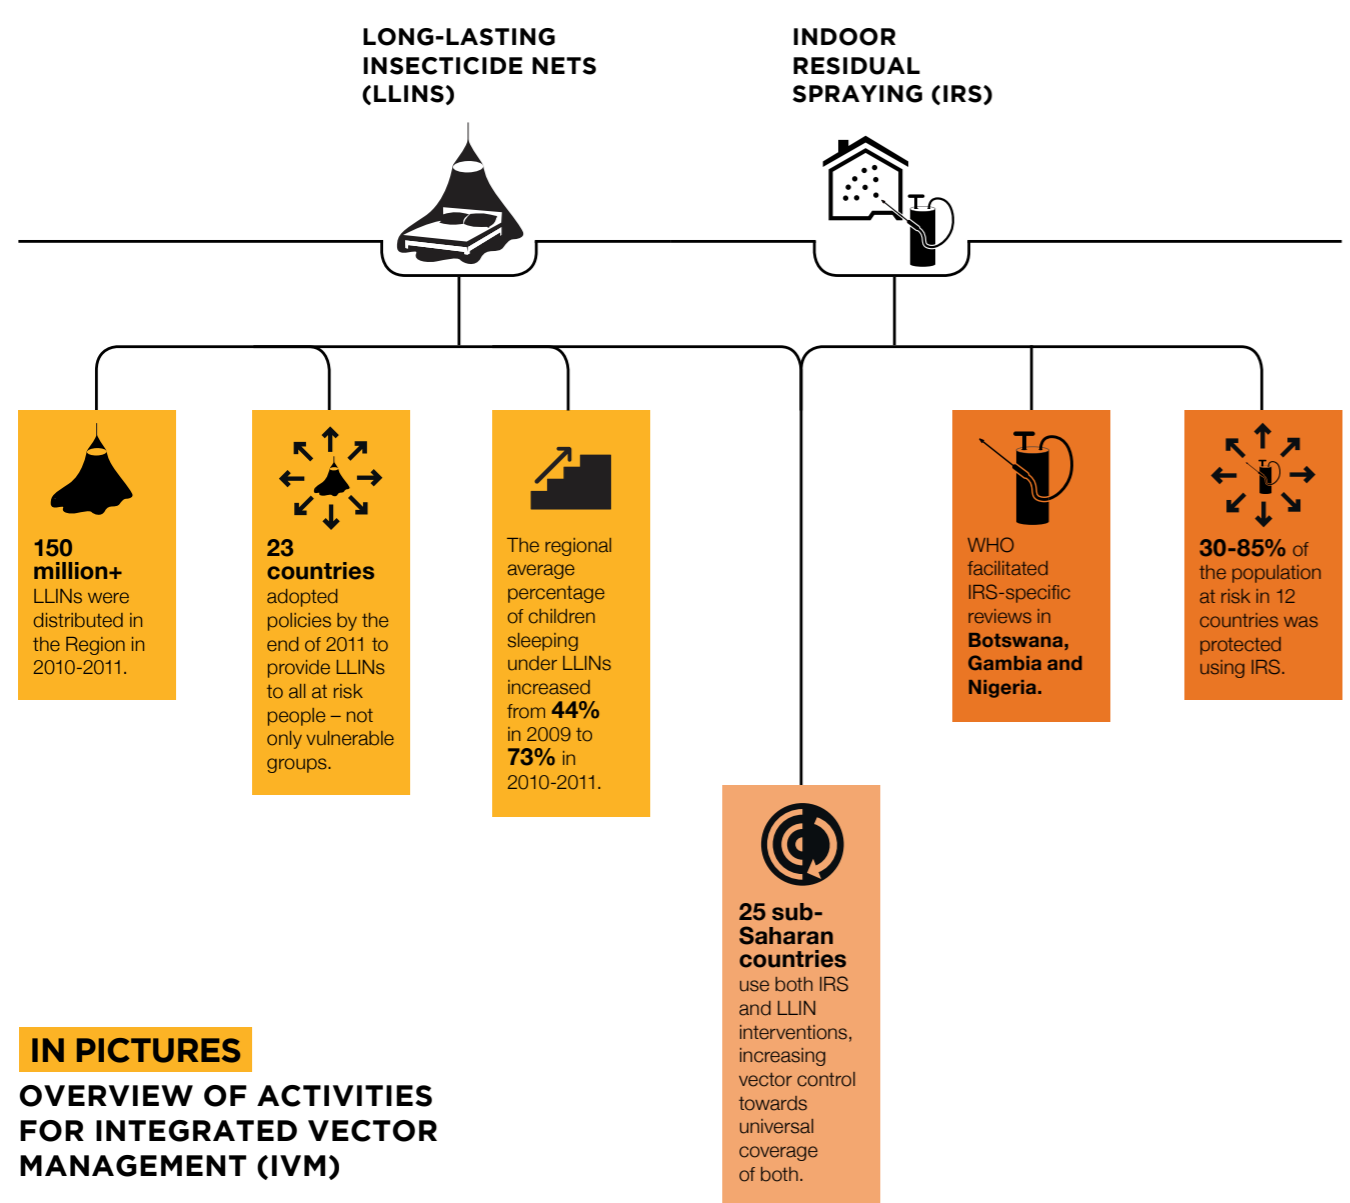 LONG-LASTING
INSECTICIDE NETS
(LLINS)
INDOOR
RESIDUAL
SPRAYING (IRS)
150
million+
LLINs were
distributed in
the Region in
2010-2011.
23
countries
adopted
policies by the
end of 2011 to
provide LLINs
to all at risk
people – not
only vulnerable
groups.
The regional
average
percentage
of children
sleeping
under LLINs
increased
from 44%
in 2009 to
73% in
2010-2011.
25 sub-
Saharan
countries
use both IRS
and LLIN
interventions,
increasing
vector control
towards
universal
coverage
of both.
WHO
facilitated
IRS-specific
reviews in
Botswana,
Gambia and
Nigeria.
30-85% of
the population
at risk in 12
countries was
protected
using IRS.
IN PICTURES
OVERVIEW OF ACTIVITIES
FOR INTEGRATED VECTOR
MANAGEMENT (IVM)